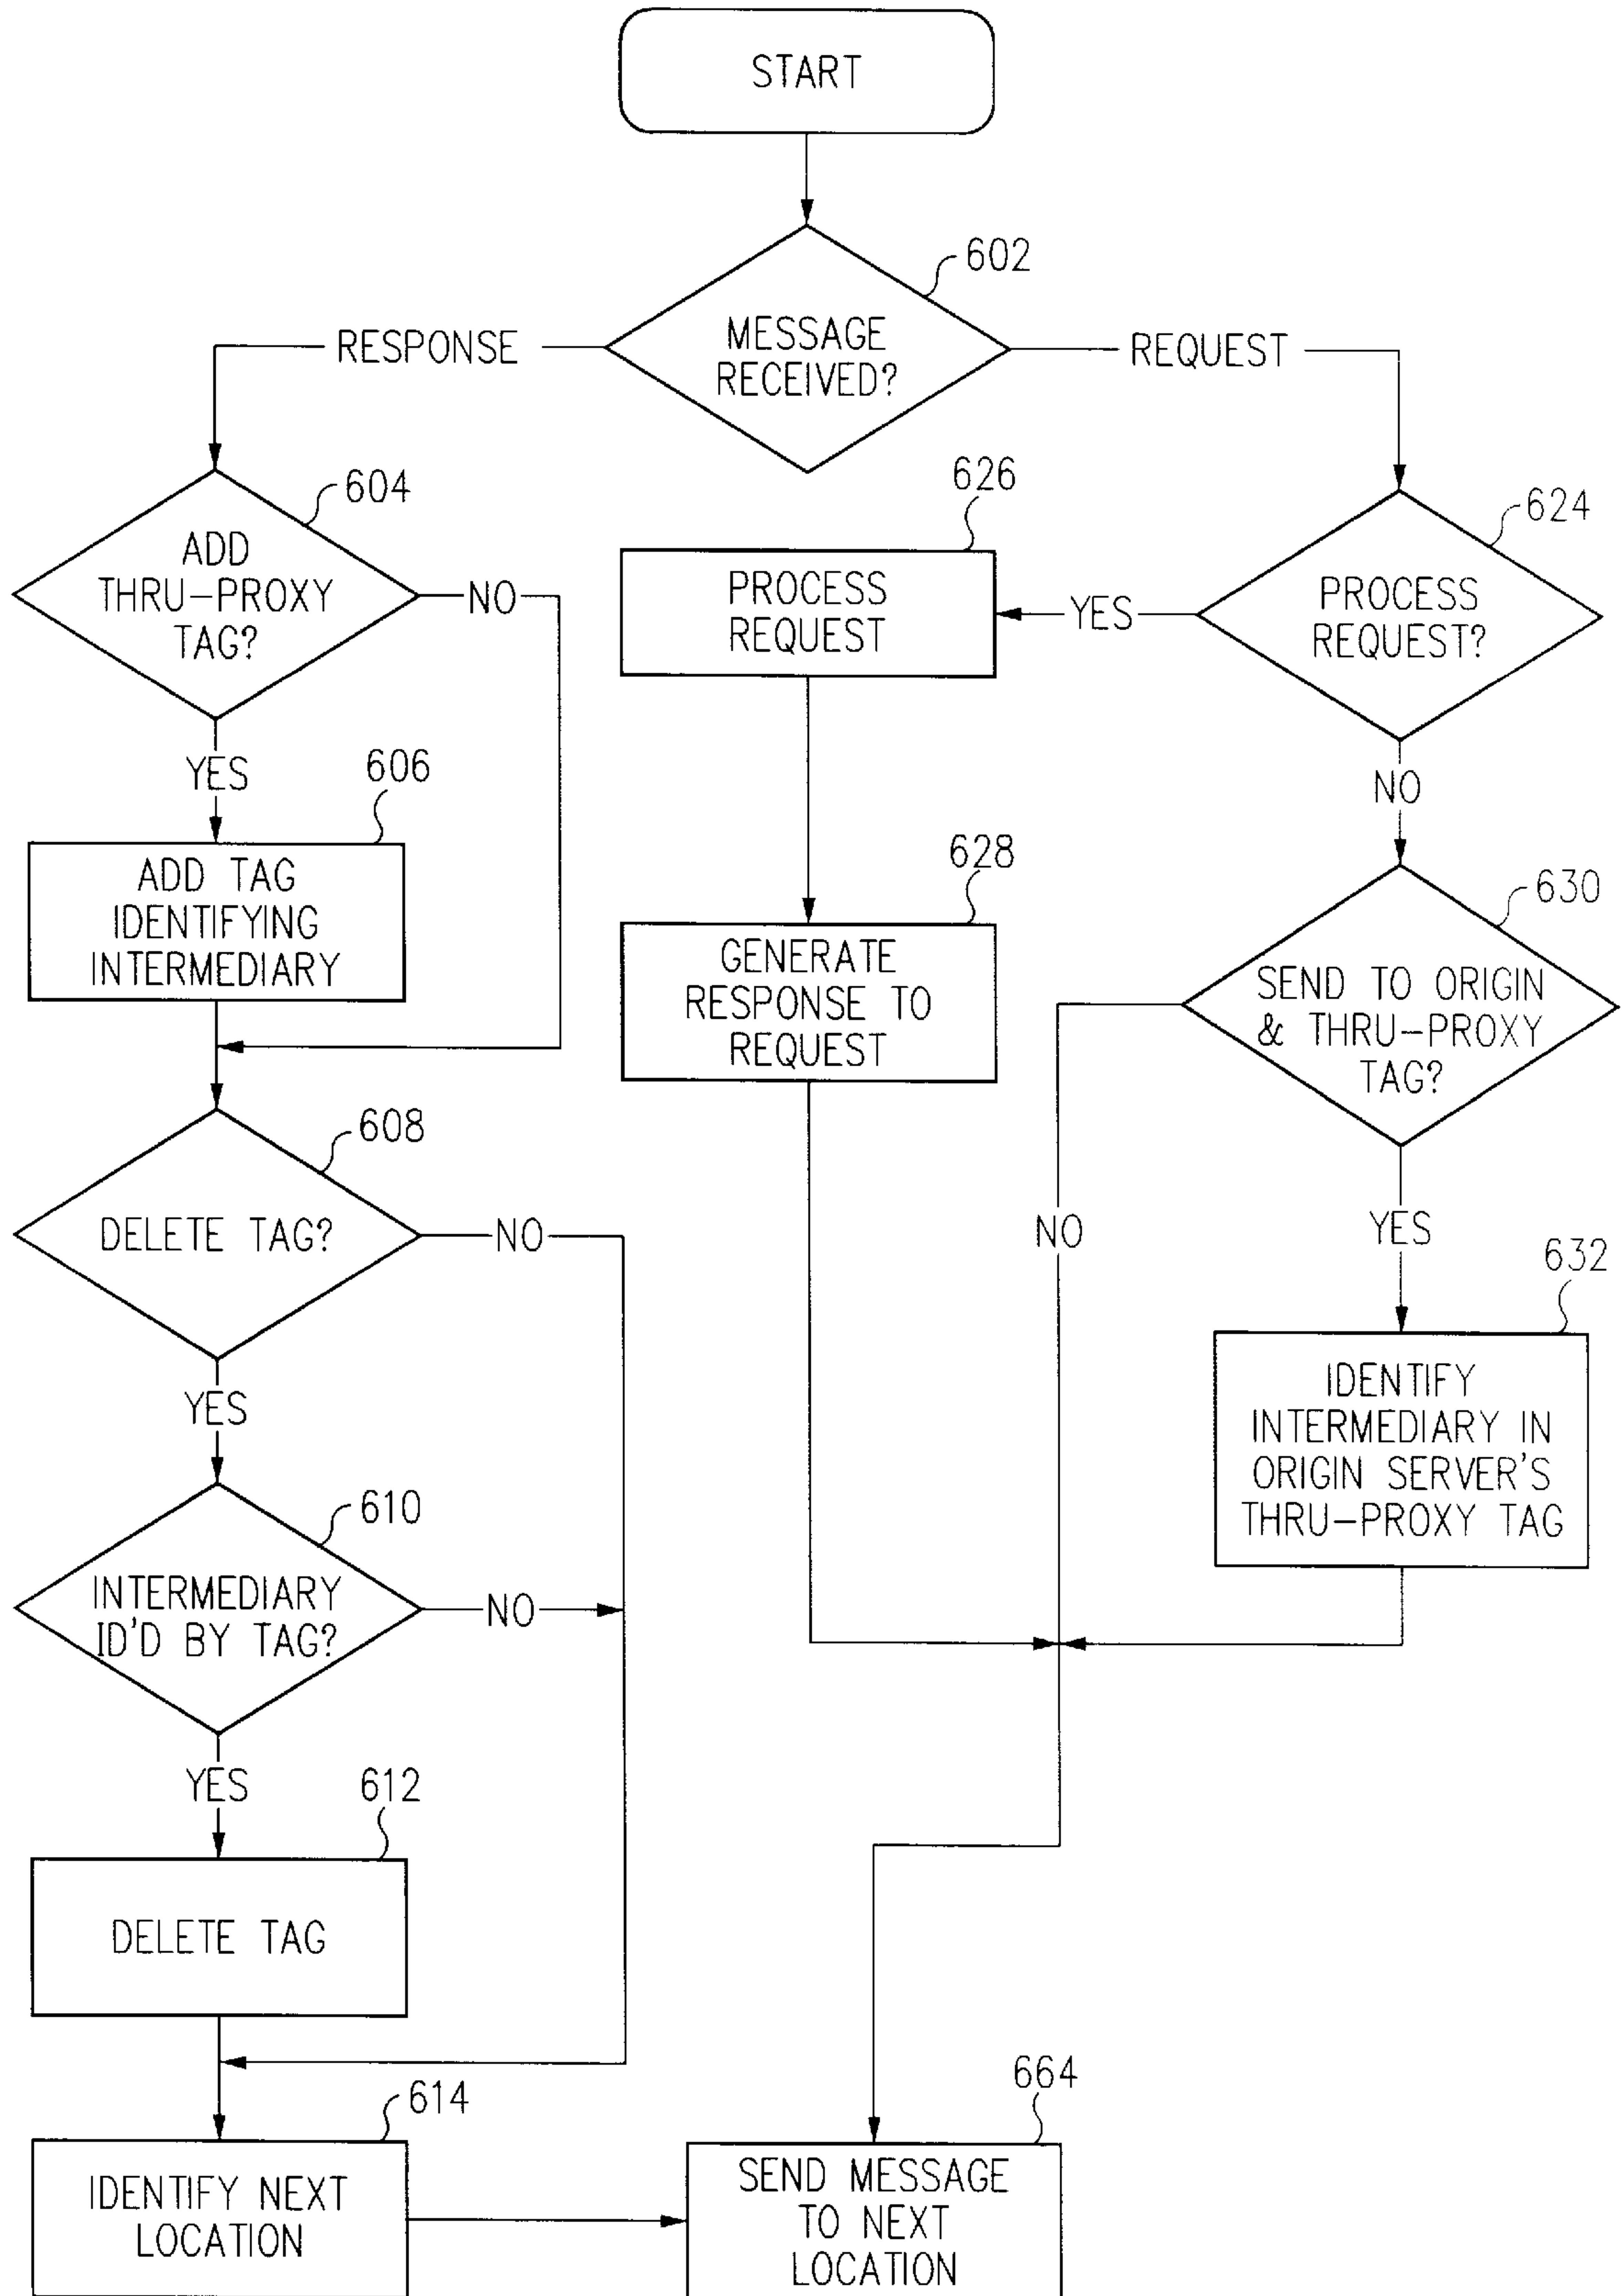 START
602
MESSAGE
RECEIVED?
RESPONSE
REQUEST
604
ADD
THRU-PROXY
TAG?
NO
YES
606
ADD TAG
IDENTIFYING
INTERMEDIARY
608
DELETE TAG?
NO
YES
610
INTERMEDIARY
ID'D BY TAG?
NO
YES
612
DELETE TAG
614
IDENTIFY NEXT
LOCATION
624
PROCESS
REQUEST?
YES
626
PROCESS
REQUEST
628
GENERATE
RESPONSE TO
REQUEST
NO
630
SEND TO ORIGIN
& THRU-PROXY
TAG?
NO
YES
632
IDENTIFY
INTERMEDIARY IN
ORIGIN SERVER'S
THRU-PROXY TAG
664
SEND MESSAGE
TO NEXT
LOCATION